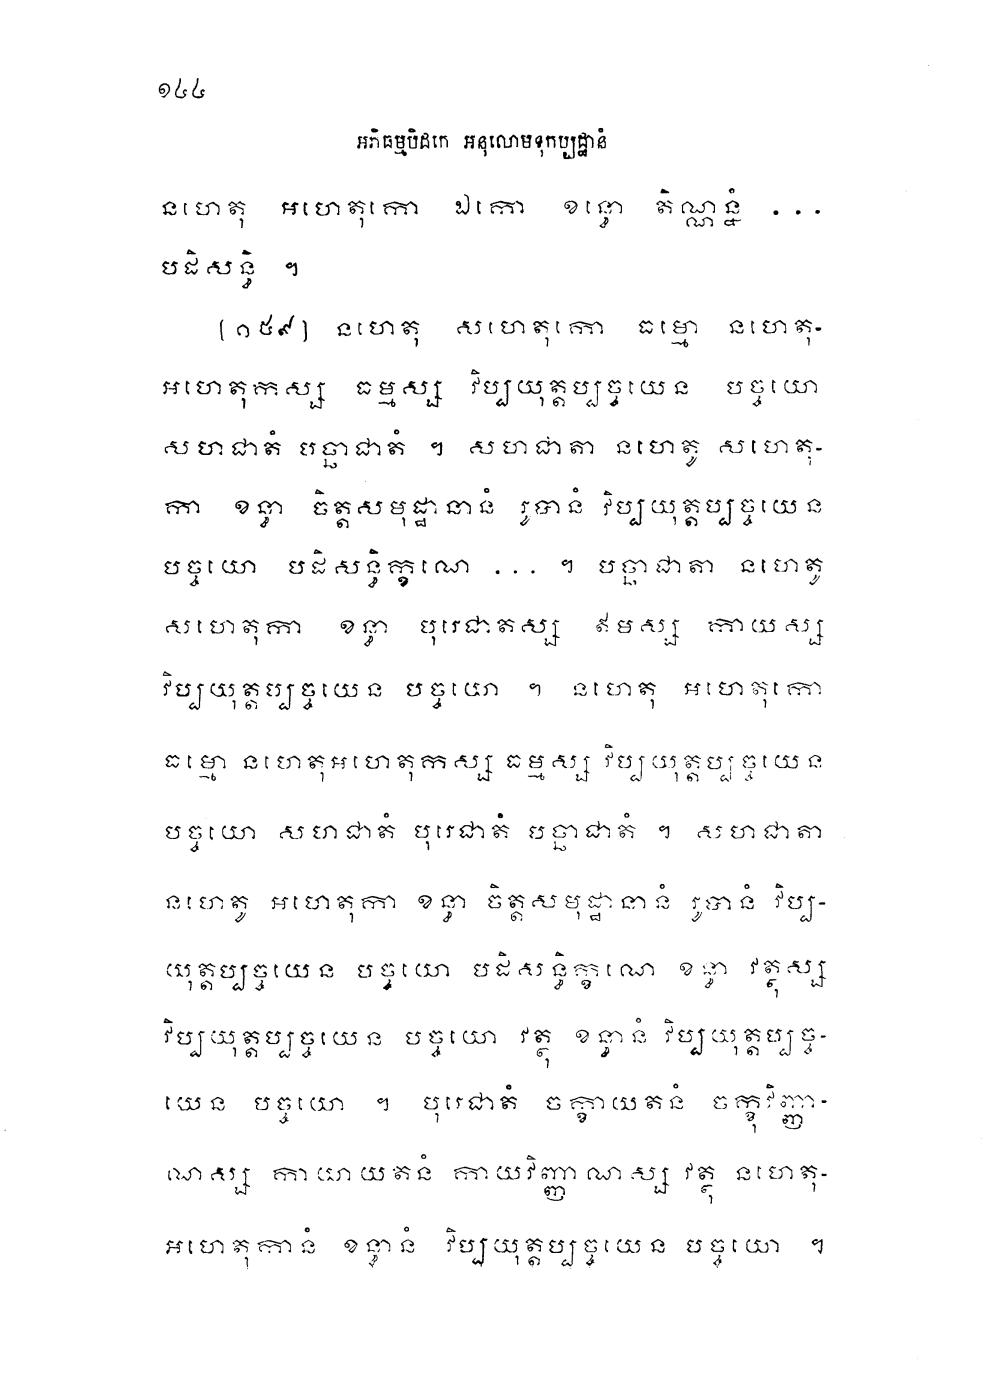 ១៤៤
អភិធម្មបិដកេ អនុលោមទុកប្បដ្ឋានំ
នហេតុ អហេតុកោ ឯកោ ខន្ធោ តិណ្ណន្នំ ...
បដិសន្ធិ ។
(១៥៩) នហេតុ សហេតុកោ ធម្មោ នហេតុ-
អហេតុកស្ស ធម្មស្ស វិប្បយុត្តប្បច្ចយេន បច្ចយោ
សហជាតំ បច្ឆាជាតំ ។ សហជាតា នហេតូ សហេតុ-
កា ខន្ធា ចិត្តសមុដ្ឋានានំ រូបានំ វិប្បយុត្តប្បច្ចយេន
បច្ចយោ បដិសន្ធិក្ខណេ ... ។ បច្ឆាជាតា នហេតូ
សហេតុកា ខន្ធា បុរេជាតស្ស ឥមស្ស កាយស្ស
វិប្បយុត្តប្បច្ចយេន បច្ចយោ ។ នហេតុ អហេតុកោ
ធម្មោ នហេតុអហេតុកស្ស ធម្មស្ស វិប្បយុត្តប្បច្ចយេន
បច្ចយោ សហជាតំ បុរេជាតំ បច្ឆាជាតំ ។ សហជាតា
នហេតូ អហេតុកា ខន្ធា ចិត្តសមុដ្ឋានានំ រូបានំ វិប្ប-
យុត្តប្បច្ចយេន បច្ចយោ បដិសន្ធិក្ខណេ ខន្ធា វត្ថុស្ស
វិប្បយុត្តប្បច្ចយេន បច្ចយោ វត្ថុ ខន្ធានំ វិប្បយុត្តប្បច្ច-
យេន បច្ចយោ ។ បុរេជាតំ ចក្ខាយតនំ ចក្ខុវិញ្ញា-
ណស្ស កាយាយតនំ កាយវិញ្ញាណស្ស វត្ថុ នហេតុ-
អហេតុកានំ ខន្ធានំ វិប្បយុត្តប្បច្ចយេន បច្ចយោ ។